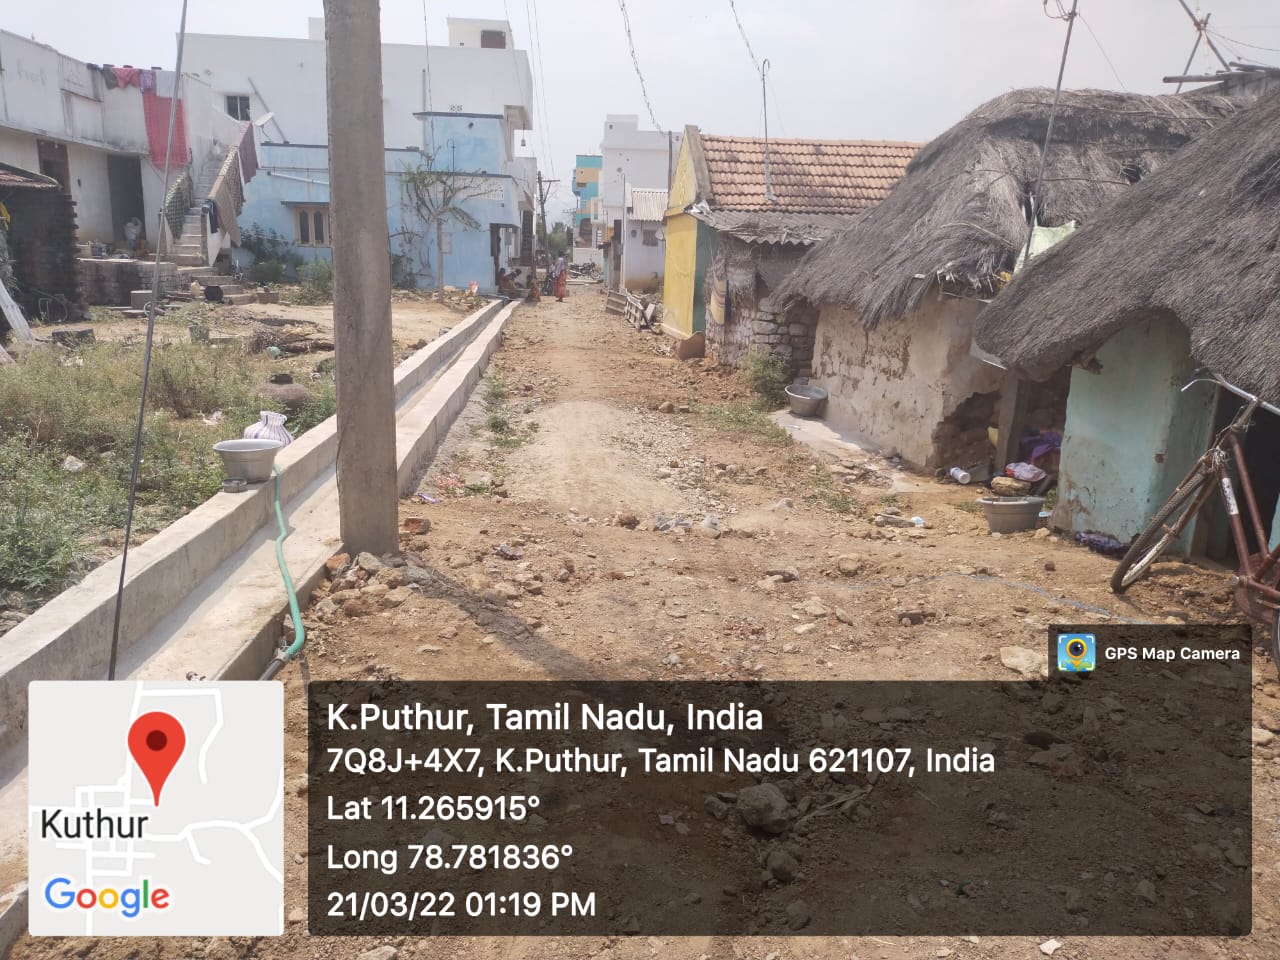 GPS Map Camera
K.Puthur, Tamil Nadu, India
7Q8J+4X7, K.Puthur, Tamil Nadu 621107, India
Lat 11.265915°
Long 78.781836°
21/03/22 01:19 PM
Kuthur
Google